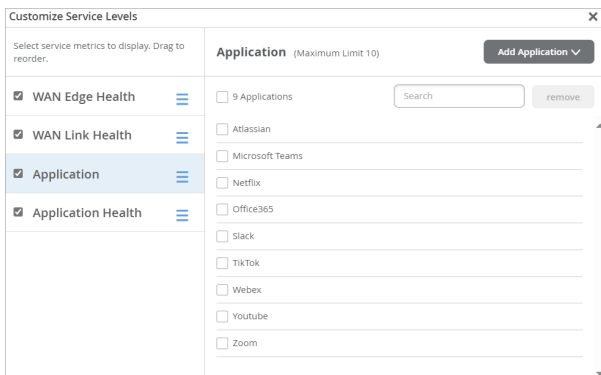 Customize Service Levels
Select service metrics to display. Drag to
reorder.
WAN Edge Health
WAN Link Health
Application
Application Health
Application (Maximum Limit 10)
Add Application
9 Applications
Search
remove
Atlassian
Microsoft Teams
Netflix
Office365
Slack
TikTok
Webex
Youtube
Zoom